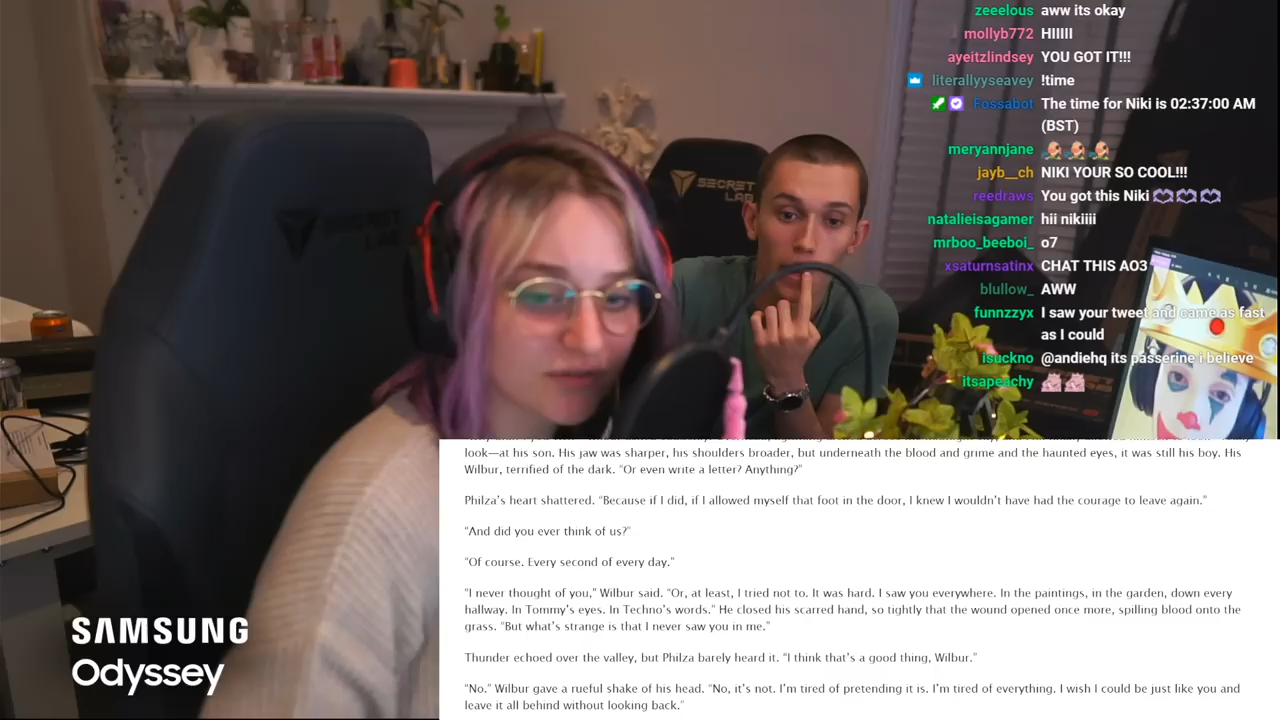 zeeelous aww its okay
mollyb772 HIIIII
ayeitzlindsey YOU GOT IT!!!
literallyyseavey !time
Fossabot The time for Niki is 02:37:00 AM
(BST)
meryannjane
jayb__ch NIKI YOUR SO COOL!!!
reedraws You got this Niki
natalieisagamer hii nikiiii
mrboo_beeboi_ o7
xsaturnsatinx CHAT THIS AO3
blullow_ AWW
funnzzyx I saw your tweet and came as fast
as I could
isuckno @andiehq its passerine i believe
itsapeachy
SECRET
LAB
look—at his son. His jaw was sharper, his shoulders broader, but underneath the blood and grime and the haunted eyes, it was still his boy. His
Wilbur, terrified of the dark. “Or even write a letter? Anything?”
Philza’s heart shattered. “Because if I did, if I allowed myself that foot in the door, I knew I wouldn’t have had the courage to leave again.”
“And did you ever think of us?”
“Of course. Every second of every day.”
“I never thought of you,” Wilbur said. “Or, at least, I tried not to. It was hard. I saw you everywhere. In the paintings, in the garden, down every
hallway. In Tommy’s eyes. In Techno’s words.” He closed his scarred hand, so tightly that the wound opened once more, spilling blood onto the
grass. “But what’s strange is that I never saw you in me.”
Thunder echoed over the valley, but Philza barely heard it. “I think that’s a good thing, Wilbur.”
“No.” Wilbur gave a rueful shake of his head. “No, it’s not. I’m tired of pretending it is. I’m tired of everything. I wish I could be just like you and
leave it all behind without looking back.”
SAMSUNG
Odyssey